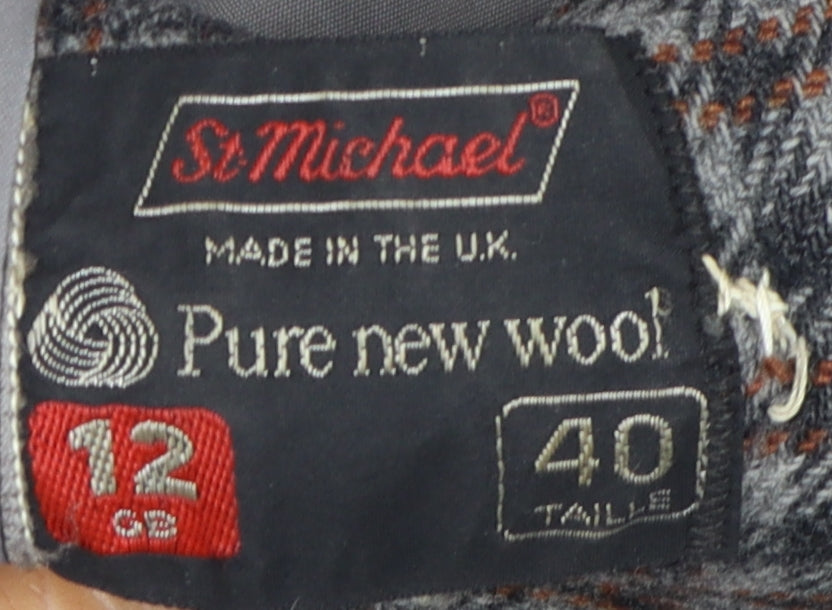 St Michael®
MADE IN THE U.K.
Pure new wool
12
GB
40
TAILLE